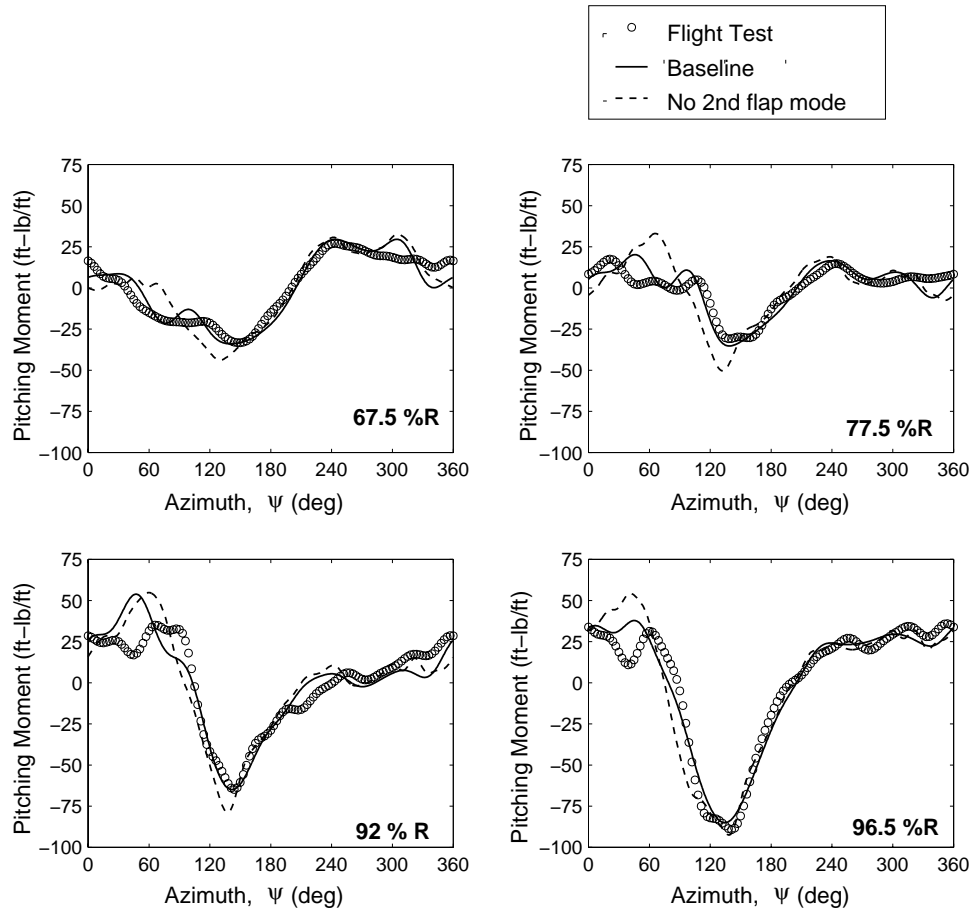 Flight Test
Baseline
No 2nd flap mode
75
50
25
0
−25
−50
−75
−100
Pitching Moment (ft−lb/ft)
67.5 %R
0 60 120 180 240 300 360
Azimuth, Ψ (deg)
75
50
25
0
−25
−50
−75
−100
Pitching Moment (ft−lb/ft)
77.5 %R
0 60 120 180 240 300 360
Azimuth, Ψ (deg)
75
50
25
0
−25
−50
−75
−100
Pitching Moment (ft−lb/ft)
92 % R
0 60 120 180 240 300 360
Azimuth, Ψ (deg)
75
50
25
0
−25
−50
−75
−100
Pitching Moment (ft−lb/ft)
96.5 %R
0 60 120 180 240 300 360
Azimuth, Ψ (deg)